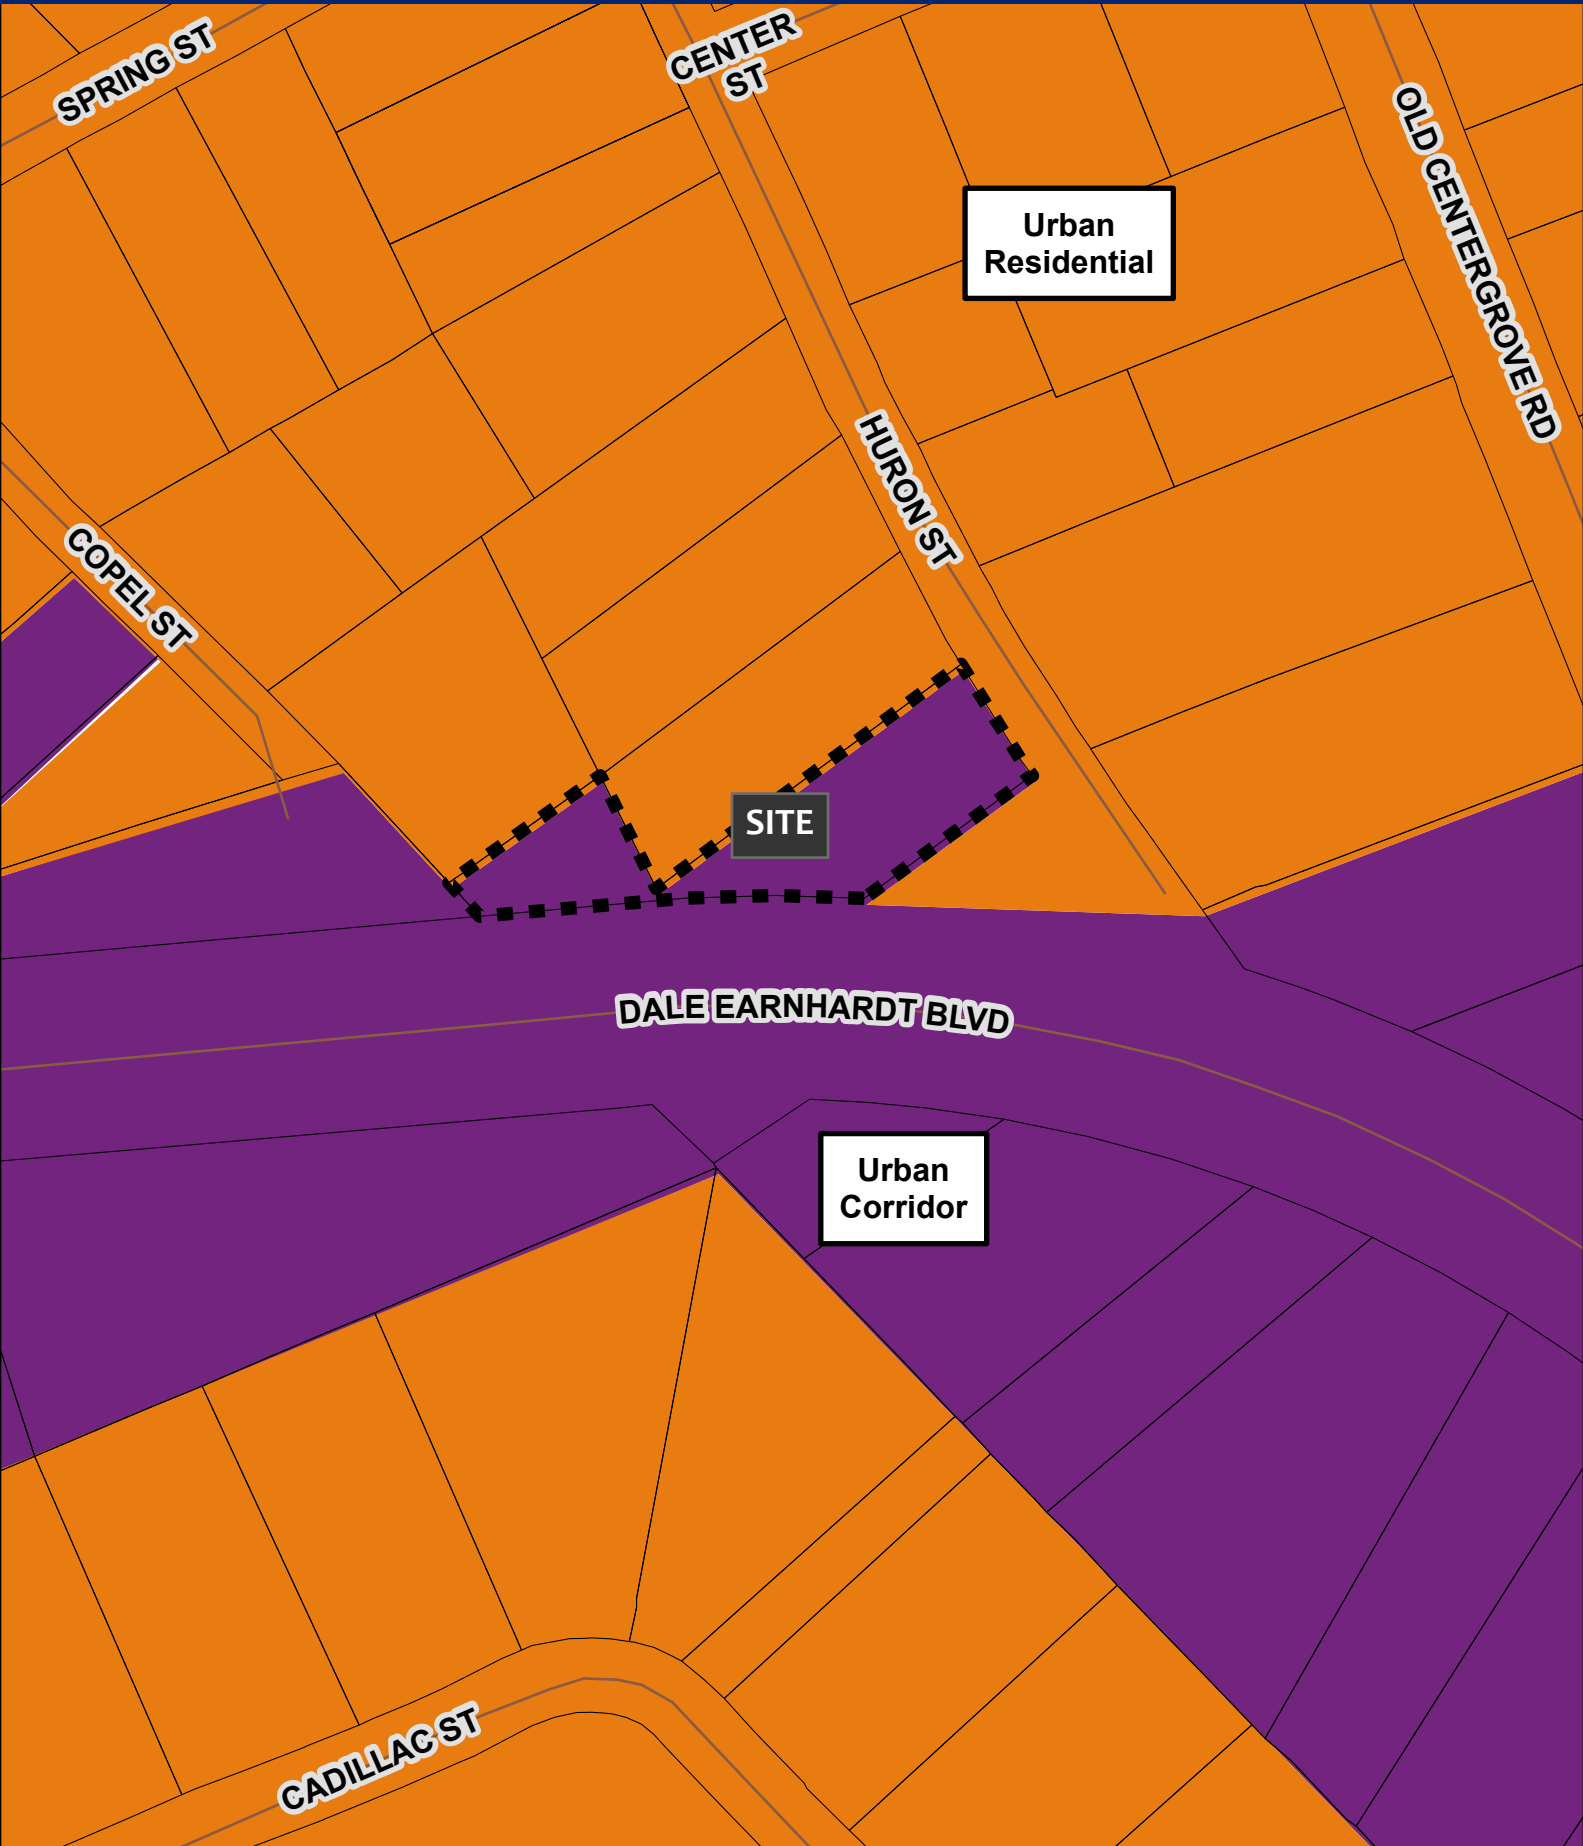 SPRING ST
CENTER
ST
OLD CENTERGROVE RD
Urban
Residential
HURON ST
COPEL ST
SITE
DALE EARNHARDT BLVD
Urban
Corridor
CADILLAC ST